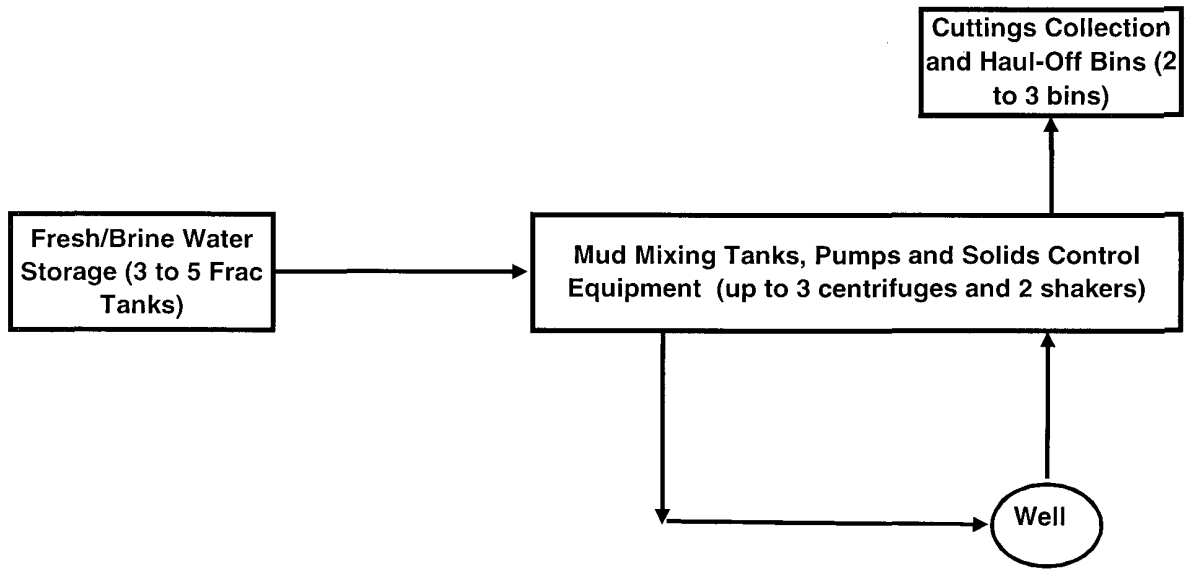 Cuttings Collection
and Haul-Off Bins (2
to 3 bins)
Fresh/Brine Water
Storage (3 to 5 Frac
Tanks)
Mud Mixing Tanks, Pumps and Solids Control
Equipment (up to 3 centrifuges and 2 shakers)
Well